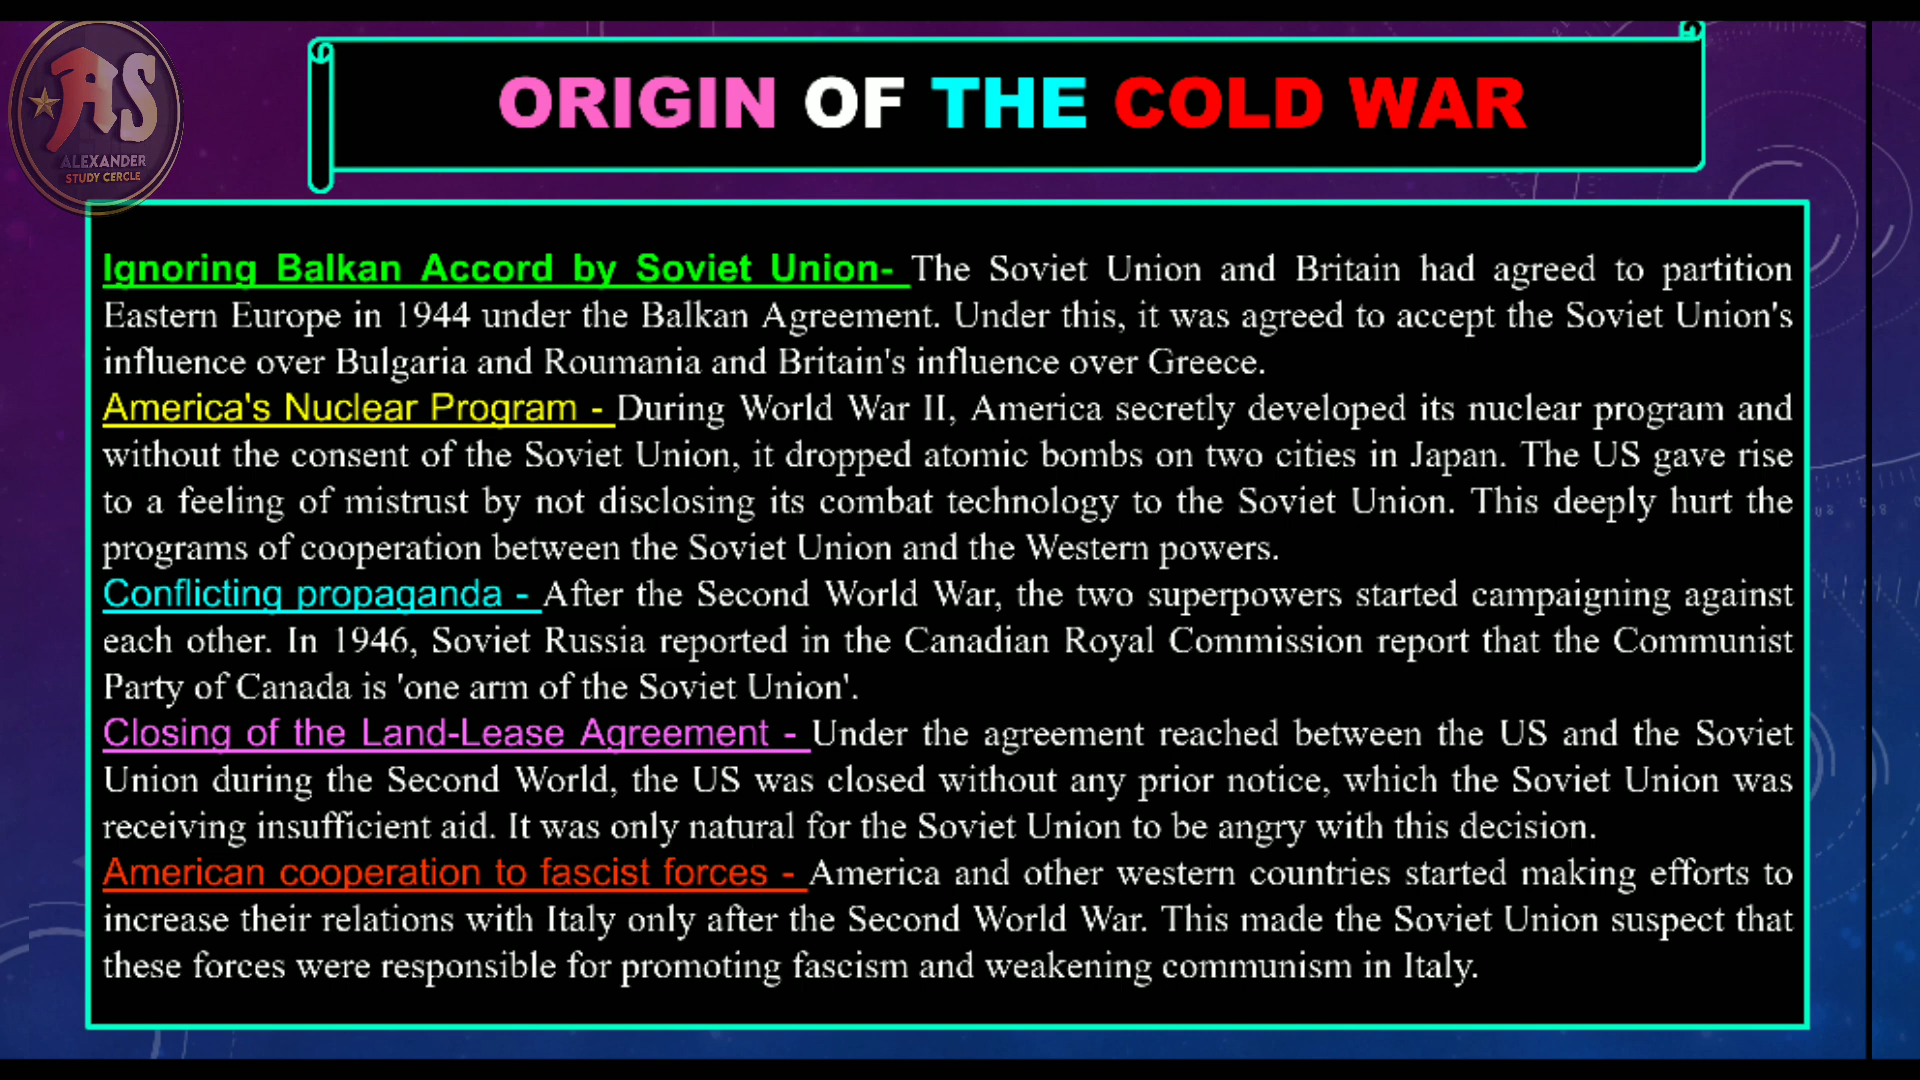 AS
ALEXANDER
STUDY CERCLE
ORIGIN OF THE COLD WAR
Ignoring Balkan Accord by Soviet Union- The Soviet Union and Britain had agreed to partition
Eastern Europe in 1944 under the Balkan Agreement. Under this, it was agreed to accept the Soviet Union's
influence over Bulgaria and Roumania and Britain's influence over Greece.
America's Nuclear Program - During World War II, America secretly developed its nuclear program and
without the consent of the Soviet Union, it dropped atomic bombs on two cities in Japan. The US gave rise
to a feeling of mistrust by not disclosing its combat technology to the Soviet Union. This deeply hurt the
programs of cooperation between the Soviet Union and the Western powers.
Conflicting propaganda - After the Second World War, the two superpowers started campaigning against
each other. In 1946, Soviet Russia reported in the Canadian Royal Commission report that the Communist
Party of Canada is 'one arm of the Soviet Union'.
Closing of the Land-Lease Agreement - Under the agreement reached between the US and the Soviet
Union during the Second World, the US was closed without any prior notice, which the Soviet Union was
receiving insufficient aid. It was only natural for the Soviet Union to be angry with this decision.
American cooperation to fascist forces - America and other western countries started making efforts to
increase their relations with Italy only after the Second World War. This made the Soviet Union suspect that
these forces were responsible for promoting fascism and weakening communism in Italy.